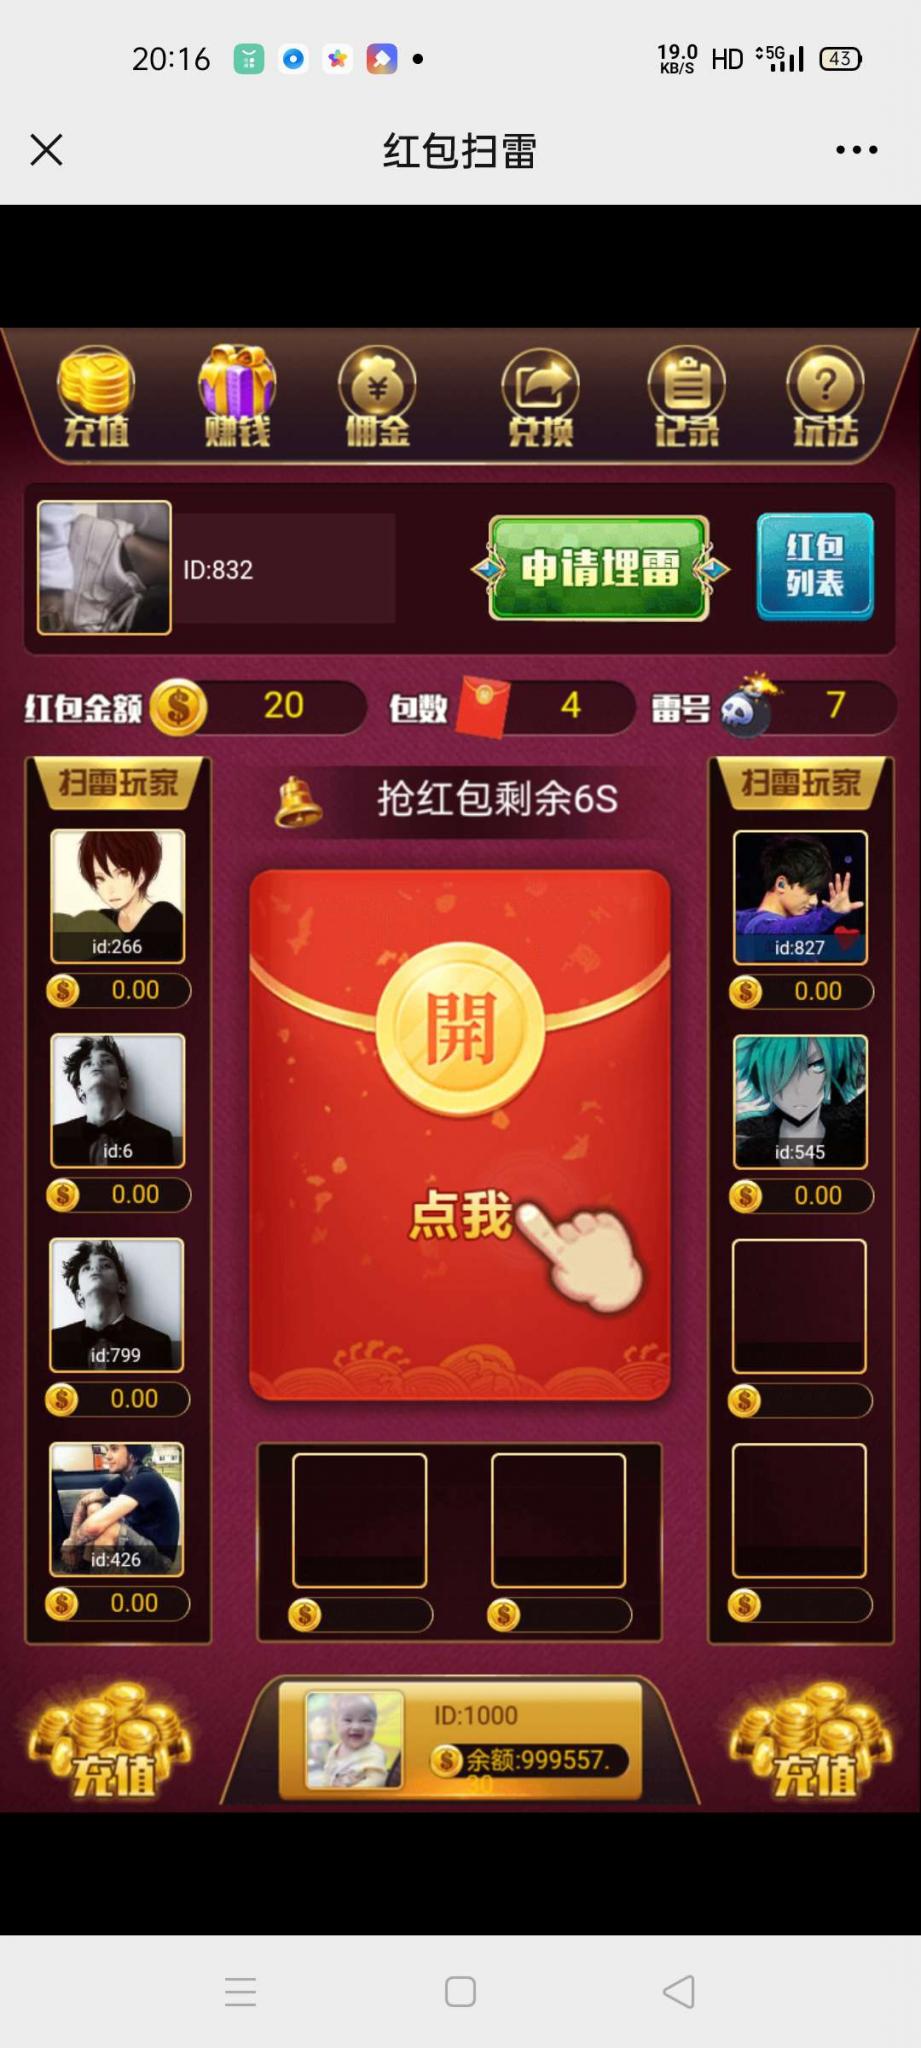 20:16
19.0 KB/S HD 5G 43
红包扫雷
充值 赚钱 佣金 兑换 记录 玩法
ID:832
申请埋雷
红包
列表
红包金额 20 包数 4 雷号 7
扫雷玩家
抢红包剩余6S
扫雷玩家
id:266
0.00
id:827
0.00
開
id:6
0.00
id:545
0.00
点我
id:799
0.00
id:426
0.00
充值
ID:1000
余额:999557.
30
充值